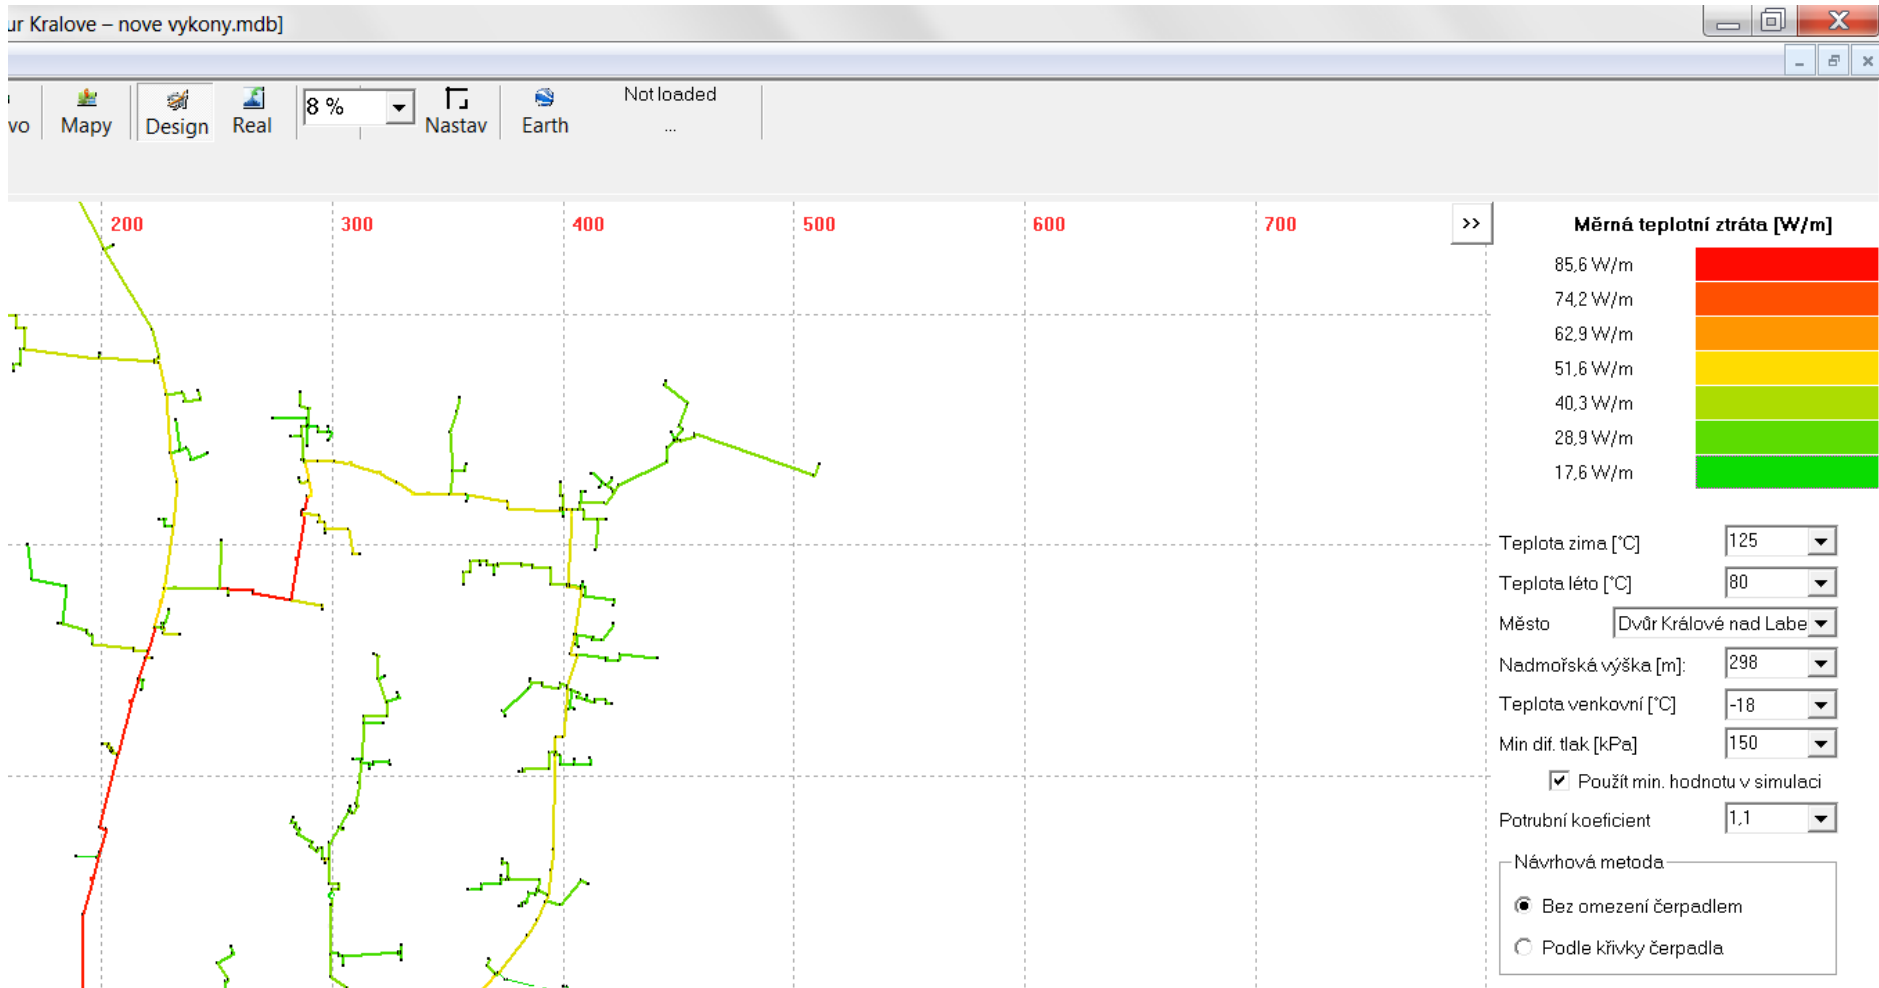 ur Kralove – nove vykony.mdb]
vo Mapy Design Real 8 % Nastav Earth Not loaded
...
200 300 400 500 600 700 >> Měrná teplotní ztráta [W/m]
85,6 W/m
74,2 W/m
62,9 W/m
51,6 W/m
40,3 W/m
28,9 W/m
17,6 W/m
Teplota zima [°C] 125
Teplota léto [°C] 80
Město Dvůr Králové nad Labe
Nadmořská výška [m]: 298
Teplota venkovní [°C] -18
Min dif. tlak [kPa] 150
Použít min. hodnotu v simulaci
Potrubní koeficient 1,1
Návrhová metoda
Bez omezení čerpadlem
Podle křivky čerpadla